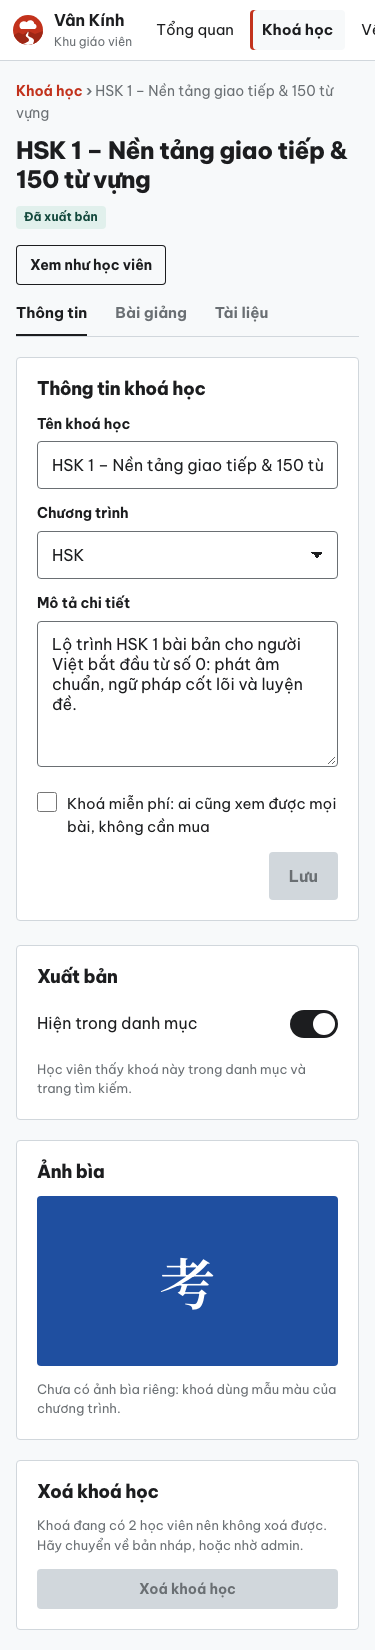 Vân Kính
Khu giáo viên
Tổng quan
Khoá học
Khoá học › HSK 1 – Nền tảng giao tiếp & 150 từ
vựng
HSK 1 – Nền tảng giao tiếp &
150 từ vựng
Đã xuất bản
Xem như học viên
Thông tin
Bài giảng
Tài liệu
Thông tin khoá học
Tên khoá học
HSK 1 – Nền tảng giao tiếp & 150 từ
Chương trình
HSK
Mô tả chi tiết
Lộ trình HSK 1 bài bản cho người
Việt bắt đầu từ số 0: phát âm
chuẩn, ngữ pháp cốt lõi và luyện
đề.
Khoá miễn phí: ai cũng xem được mọi
bài, không cần mua
Lưu
Xuất bản
Hiện trong danh mục
Học viên thấy khoá này trong danh mục và
trang tìm kiếm.
Ảnh bìa
考
Chưa có ảnh bìa riêng: khoá dùng mẫu màu của
chương trình.
Xoá khoá học
Khoá đang có 2 học viên nên không xoá được.
Hãy chuyển về bản nháp, hoặc nhờ admin.
Xoá khoá học